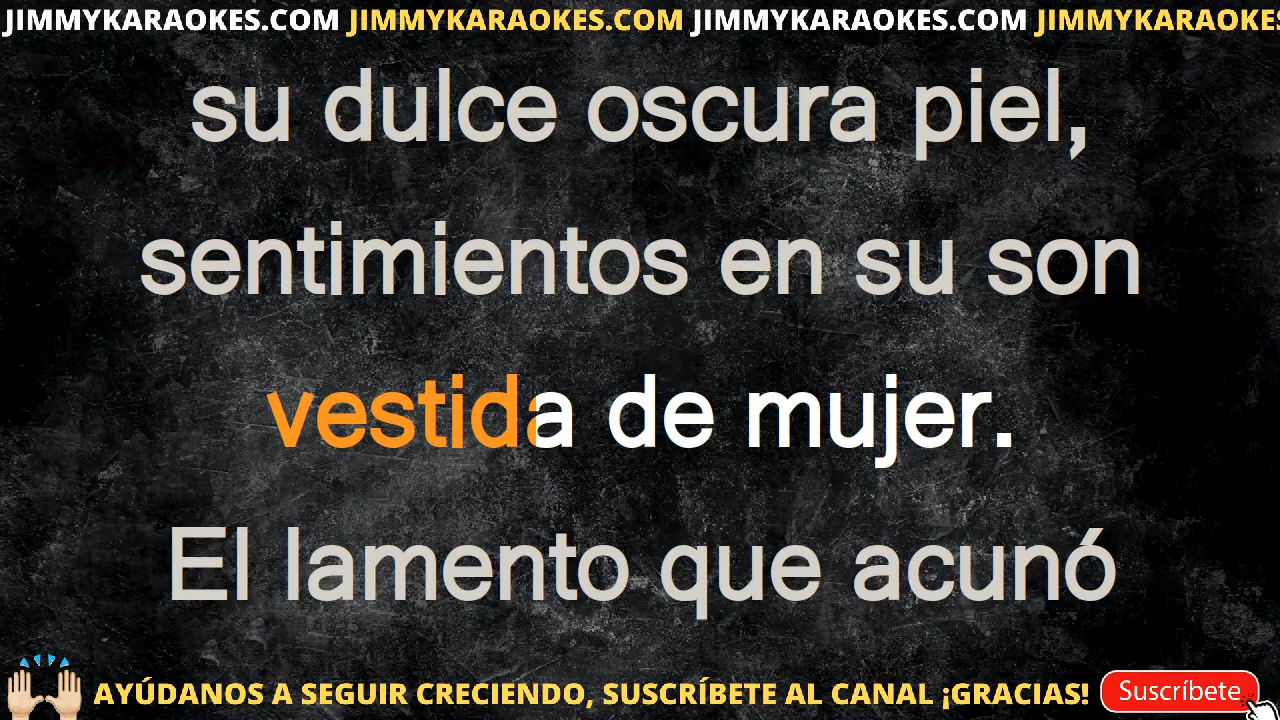 JIMMYKARAOKES.COM JIMMYKARAOKES.COM JIMMYKARAOKES.COM JIMMYKARAOKES
su dulce oscura piel,
sentimientos en su son
vestida de mujer.
El lamento que acunó
AYÚDANOS A SEGUIR CRECIENDO, SUSCRÍBETE AL CANAL ¡GRACIAS! Suscríbete